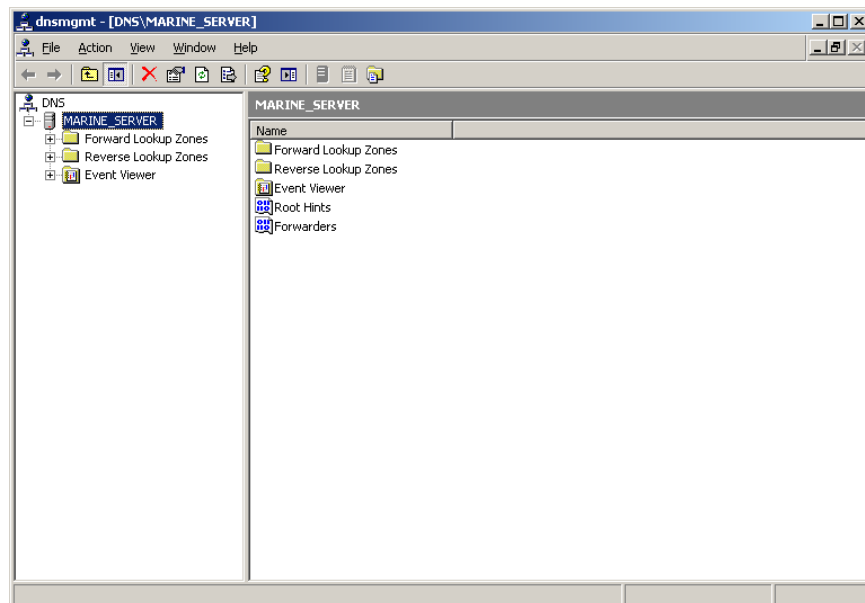 dnsmgmt - [DNS\MARINE_SERVER]
File Action View Window Help
DNS
MARINE_SERVER
Forward Lookup Zones
Reverse Lookup Zones
Event Viewer
MARINE_SERVER
Name
Forward Lookup Zones
Reverse Lookup Zones
Event Viewer
Root Hints
Forwarders